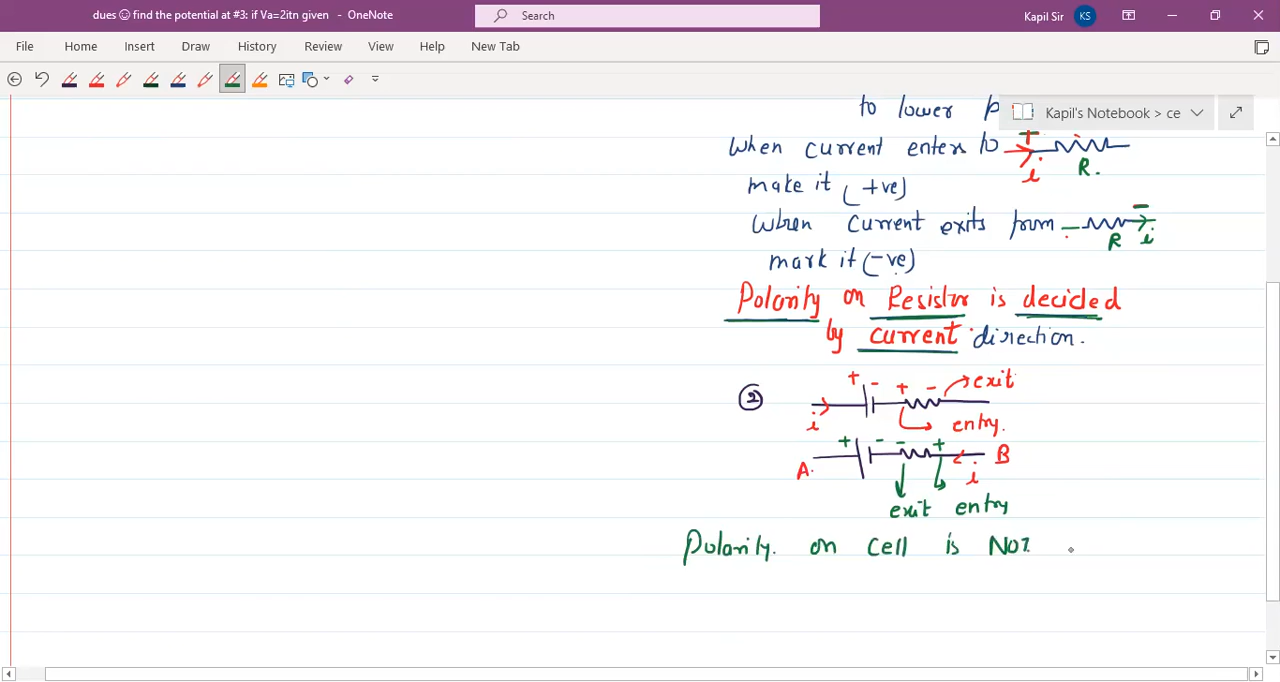 dues ☺ find the potential at #3: if Va=2itn given - OneNote
Search
Kapil Sir KS
File Home Insert Draw History Review View Help New Tab
Kapil's Notebook > ce
to lower p
When current enters to + i R.
make it (+ve)
When current exits from - R i -
mark it (-ve)
Polarity on Resistor is decided
by current direction.
2 + - + - exit
i entry.
A. + - - + B
i
exit entry
Polarity. on cell is Not